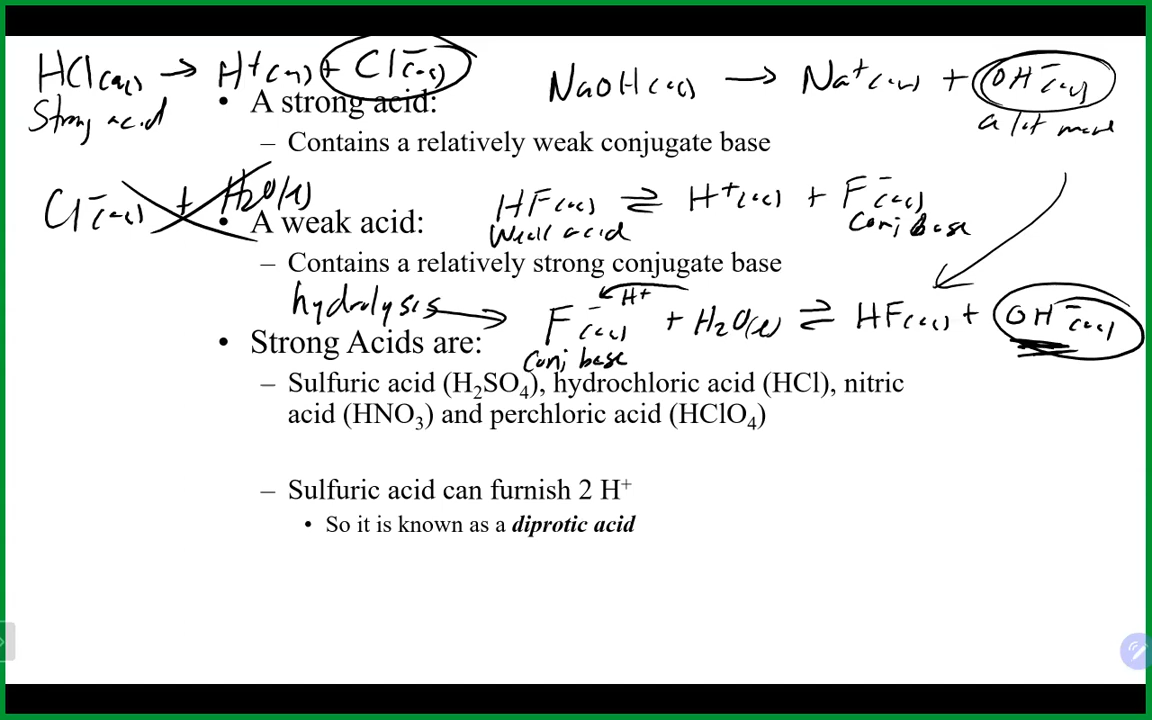 HCl(aq) → H+(aq) + Cl−(aq)
Strong acid
NaOH(aq) → Na+(aq) + OH−(aq)
a lot more
• A strong acid:
– Contains a relatively weak conjugate base
Cl−(aq) + H2O(l)
HF(aq) ⇌ H+(aq) + F−(aq)
Weak acid
Conj base
• A weak acid:
– Contains a relatively strong conjugate base
hydrolysis
H+
F−(aq) + H2O(l) ⇌ HF(aq) + OH−(aq)
Conj base
• Strong Acids are:
– Sulfuric acid (H2SO4), hydrochloric acid (HCl), nitric
acid (HNO3) and perchloric acid (HClO4)
– Sulfuric acid can furnish 2 H+
• So it is known as a diprotic acid